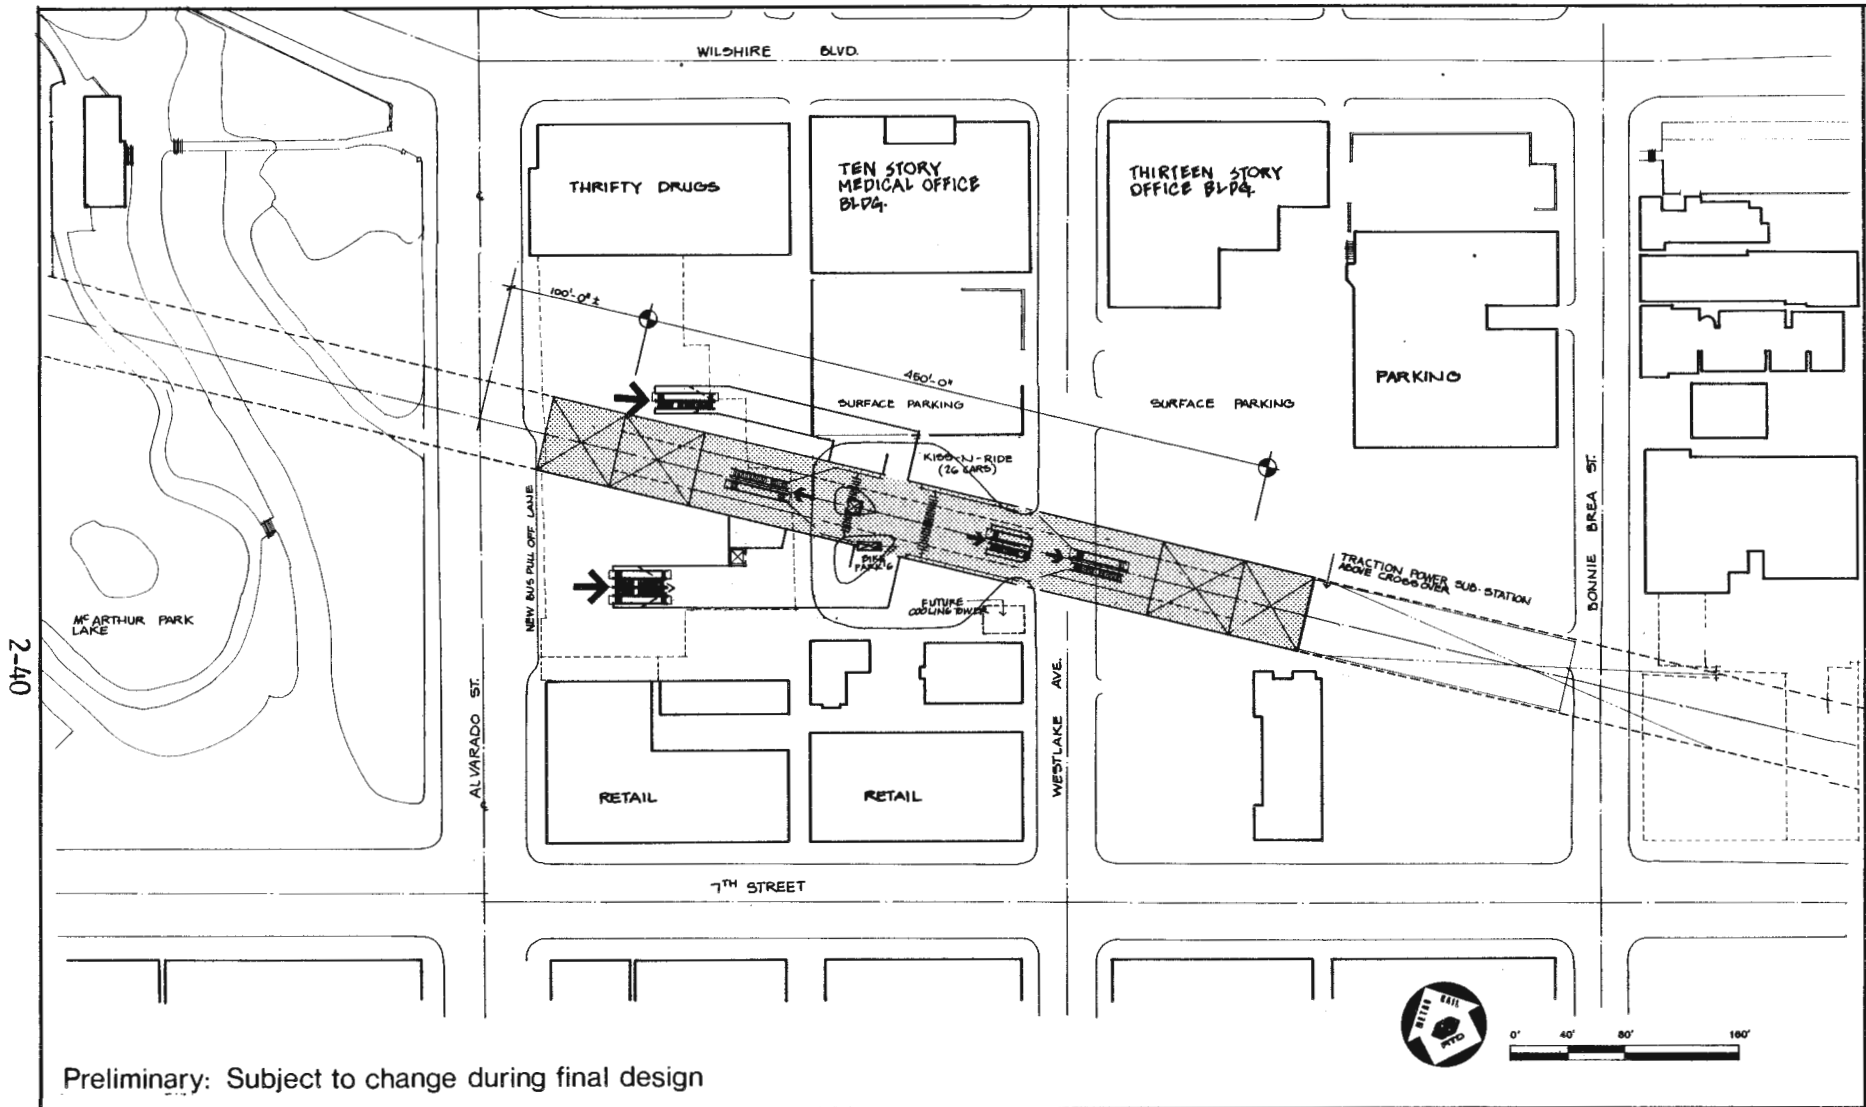 WILSHIRE BLVD.
THRIFTY DRUGS
TEN STORY
MEDICAL OFFICE
BLDG.
THIRTEEN STORY
OFFICE BLDG.
100'-0" ±
450'-0"
SURFACE PARKING
SURFACE PARKING
PARKING
KISS-N-RIDE
(26 CARS)
NEW BUS PULL OFF LANE
BIKE
PARKING
FUTURE
COOLING TOWER
TRACTION POWER SUB-STATION
ABOVE CROSSOVER
BONNIE BREA ST.
McARTHUR PARK
LAKE
2-40
ALVARADO ST.
WESTLAKE AVE.
RETAIL
RETAIL
7TH STREET
METRO RAIL
RTD
0' 40' 80' 160'
Preliminary: Subject to change during final design